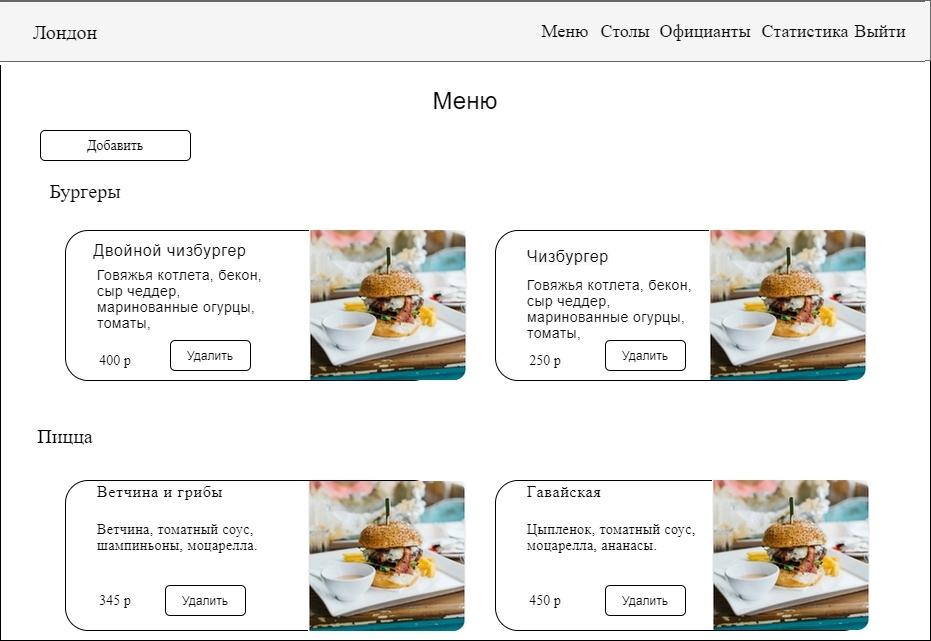 Лондон
Меню Столы Официанты Статистика Выйти
Меню
Добавить
Бургеры
Двойной чизбургер
Говяжья котлета, бекон,
сыр чеддер,
маринованные огурцы,
томаты,
400 р
Удалить
Чизбургер
Говяжья котлета, бекон,
сыр чеддер,
маринованные огурцы,
томаты,
250 р
Удалить
Пицца
Ветчина и грибы
Ветчина, томатный соус,
шампиньоны, моцарелла.
345 р
Удалить
Гавайская
Цыпленок, томатный соус,
моцарелла, ананасы.
450 р
Удалить